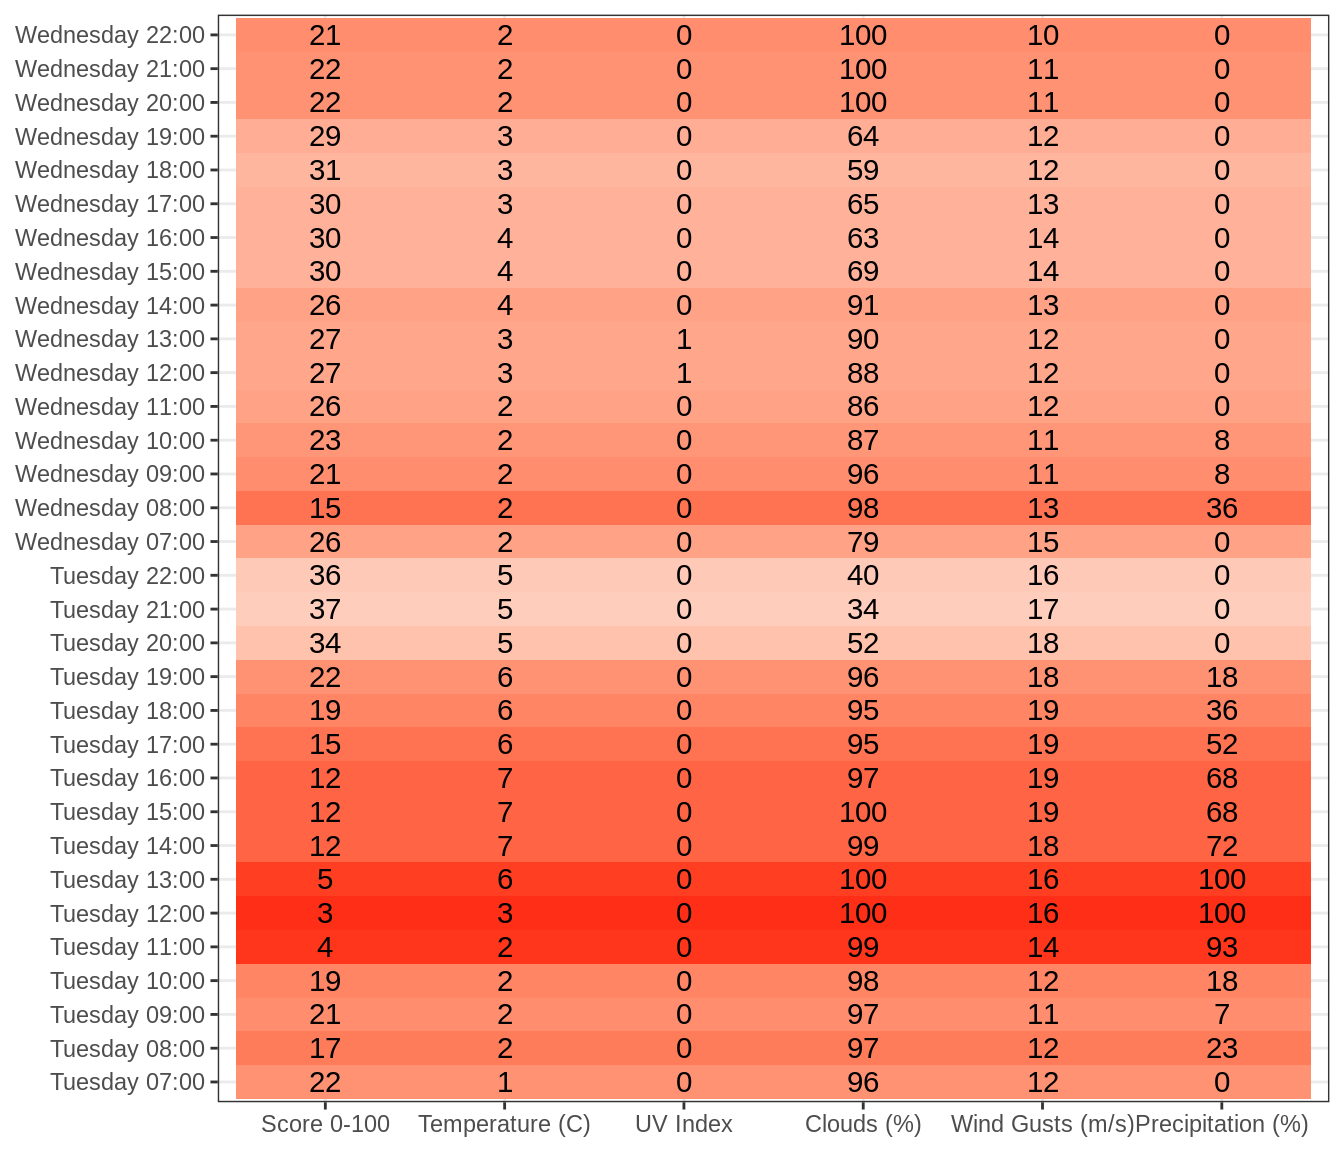 Wednesday 22:00 21 2 0 100 10 0
Wednesday 21:00 22 2 0 100 11 0
Wednesday 20:00 22 2 0 100 11 0
Wednesday 19:00 29 3 0 64 12 0
Wednesday 18:00 31 3 0 59 12 0
Wednesday 17:00 30 3 0 65 13 0
Wednesday 16:00 30 4 0 63 14 0
Wednesday 15:00 30 4 0 69 14 0
Wednesday 14:00 26 4 0 91 13 0
Wednesday 13:00 27 3 1 90 12 0
Wednesday 12:00 27 3 1 88 12 0
Wednesday 11:00 26 2 0 86 12 0
Wednesday 10:00 23 2 0 87 11 8
Wednesday 09:00 21 2 0 96 11 8
Wednesday 08:00 15 2 0 98 13 36
Wednesday 07:00 26 2 0 79 15 0
Tuesday 22:00 36 5 0 40 16 0
Tuesday 21:00 37 5 0 34 17 0
Tuesday 20:00 34 5 0 52 18 0
Tuesday 19:00 22 6 0 96 18 18
Tuesday 18:00 19 6 0 95 19 36
Tuesday 17:00 15 6 0 95 19 52
Tuesday 16:00 12 7 0 97 19 68
Tuesday 15:00 12 7 0 100 19 68
Tuesday 14:00 12 7 0 99 18 72
Tuesday 13:00 5 6 0 100 16 100
Tuesday 12:00 3 3 0 100 16 100
Tuesday 11:00 4 2 0 99 14 93
Tuesday 10:00 19 2 0 98 12 18
Tuesday 09:00 21 2 0 97 11 7
Tuesday 08:00 17 2 0 97 12 23
Tuesday 07:00 22 1 0 96 12 0
Score 0-100 Temperature (C) UV Index Clouds (%) Wind Gusts (m/s) Precipitation (%)